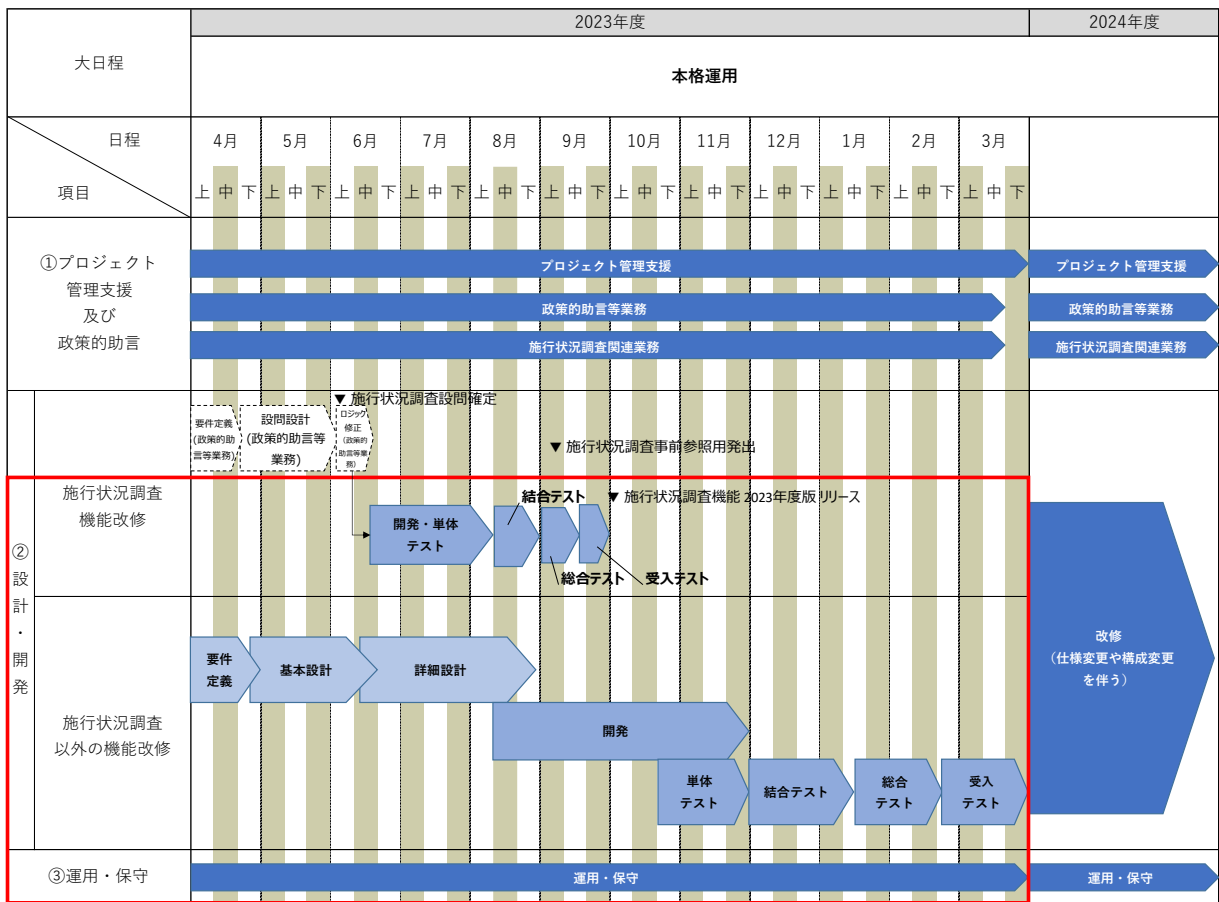 2023年度
2024年度
大日程
本格運用
日程
項目
4月 5月 6月 7月 8月 9月 10月 11月 12月 1月 2月 3月
上 中 下 上 中 下 上 中 下 上 中 下 上 中 下 上 中 下 上 中 下 上 中 下 上 中 下 上 中 下 上 中 下 上 中 下
①プロジェクト
管理支援
及び
政策的助言
プロジェクト管理支援
プロジェクト管理支援
政策的助言等業務
政策的助言等業務
施行状況調査関連業務
施行状況調査関連業務
▼ 施行状況調査設問確定
要件定義
(政策的助
言等業務)
設問設計
(政策的助言等
業務)
ロジック
修正
(政策的
助言等業
務)
▼ 施行状況調査事前参照用発出
②
設
計
・
開
発
施行状況調査
機能改修
結合テスト
▼ 施行状況調査機能 2023年度版 リリース
開発・単体
テスト
総合テスト
受入テスト
施行状況調査
以外の機能改修
要件
定義
基本設計
詳細設計
開発
単体
テスト
結合テスト
総合
テスト
受入
テスト
改修
(仕様変更や構成変更
を伴う)
③運用・保守
運用・保守
運用・保守